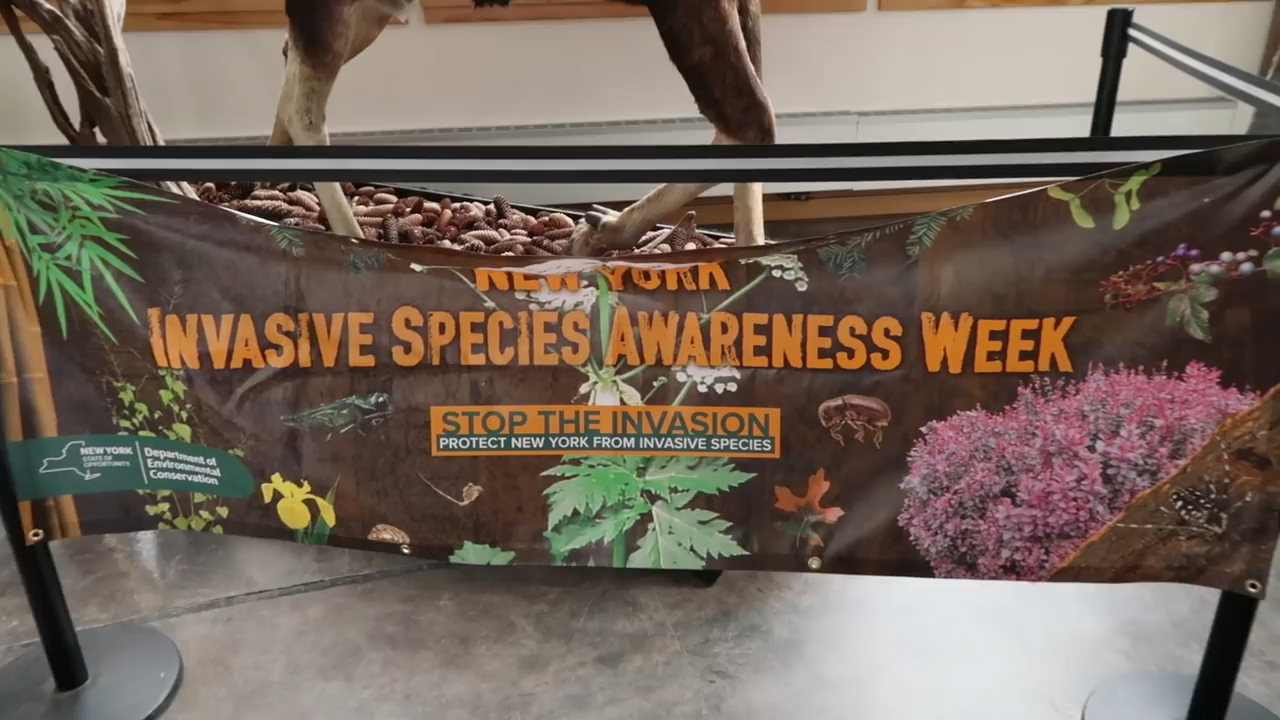 NEW YORK
INVASIVE SPECIES AWARENESS WEEK
STOP THE INVASION
PROTECT NEW YORK FROM INVASIVE SPECIES
NEW YORK
STATE OF
OPPORTUNITY.
Department of
Environmental
Conservation